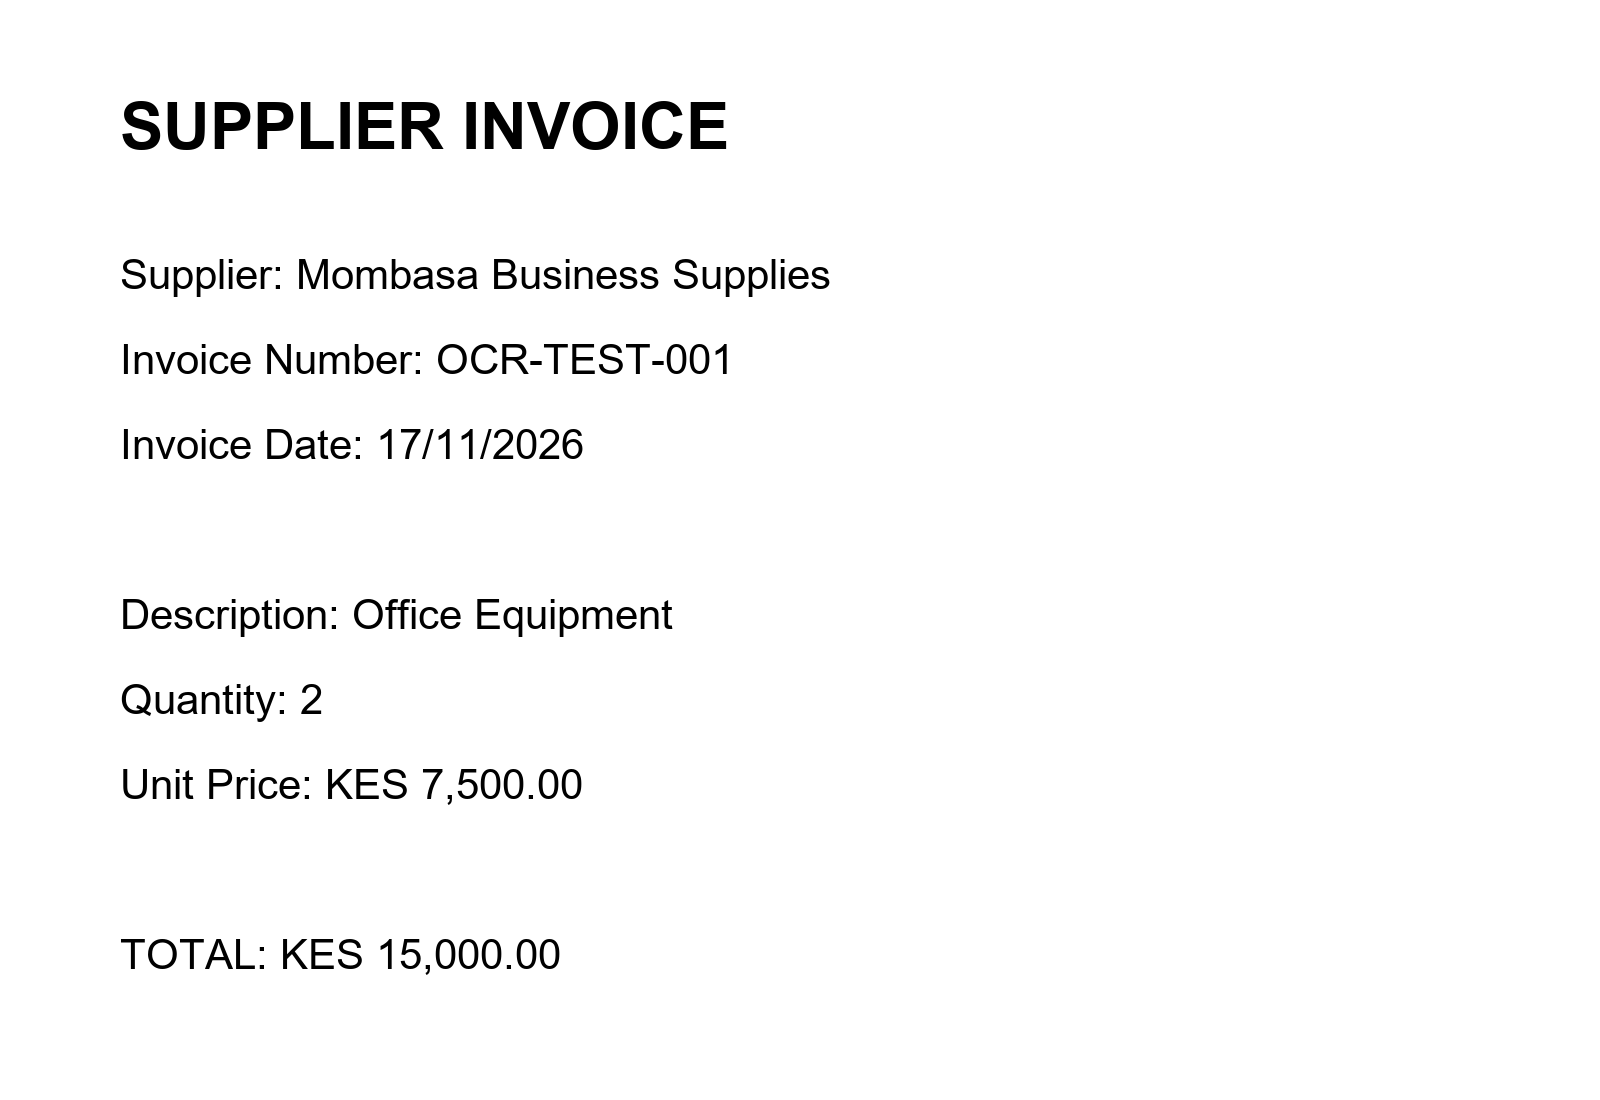 SUPPLIER INVOICE
Supplier: Mombasa Business Supplies
Invoice Number: OCR-TEST-001
Invoice Date: 17/11/2026
Description: Office Equipment
Quantity: 2
Unit Price: KES 7,500.00
TOTAL: KES 15,000.00